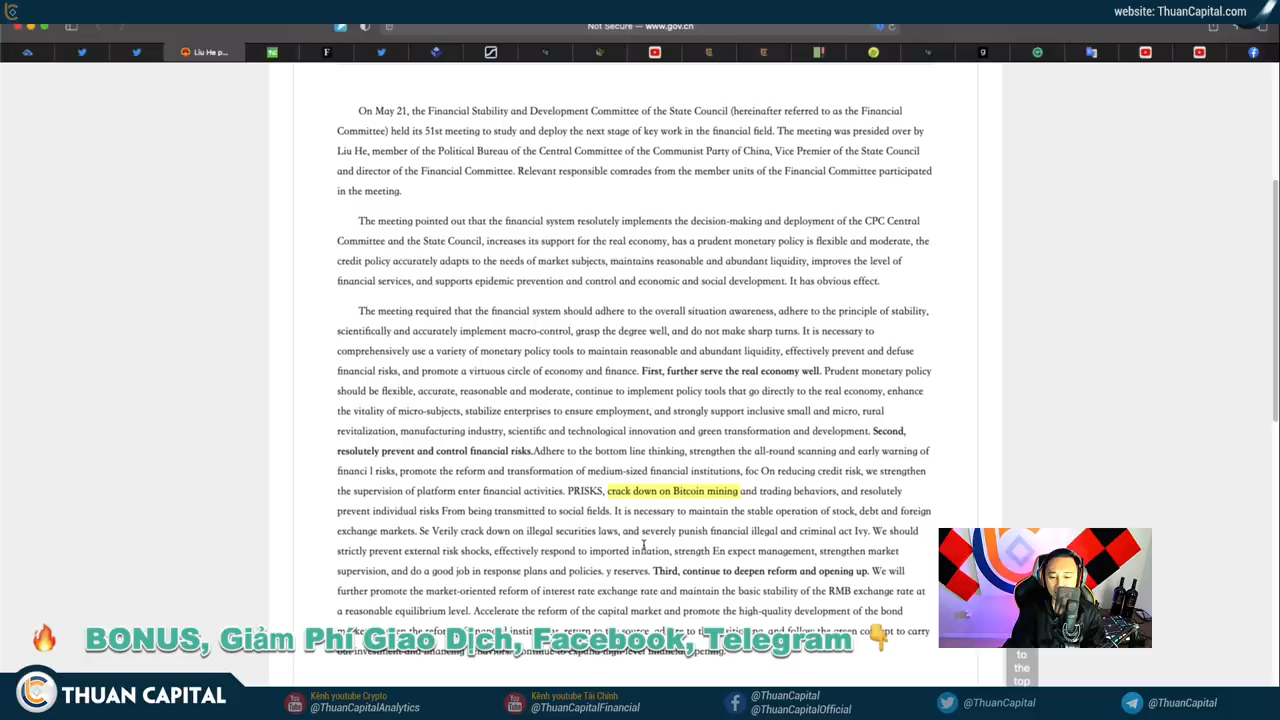 website: ThuanCapital.com
Not Secure — www.gov.cn
Liu He p...
On May 21, the Financial Stability and Development Committee of the State Council (hereinafter referred to as the Financial
Committee) held its 51st meeting to study and deploy the next stage of key work in the financial field. The meeting was presided over by
Liu He, member of the Political Bureau of the Central Committee of the Communist Party of China, Vice Premier of the State Council
and director of the Financial Committee. Relevant responsible comrades from the member units of the Financial Committee participated
in the meeting.
The meeting pointed out that the financial system resolutely implements the decision-making and deployment of the CPC Central
Committee and the State Council, increases its support for the real economy, has a prudent monetary policy is flexible and moderate, the
credit policy accurately adapts to the needs of market subjects, maintains reasonable and abundant liquidity, improves the level of
financial services, and supports epidemic prevention and control and economic and social development. It has obvious effect.
The meeting required that the financial system should adhere to the overall situation awareness, adhere to the principle of stability,
scientifically and accurately implement macro-control, grasp the degree well, and do not make sharp turns. It is necessary to
comprehensively use a variety of monetary policy tools to maintain reasonable and abundant liquidity, effectively prevent and defuse
financial risks, and promote a virtuous circle of economy and finance. First, further serve the real economy well. Prudent monetary policy
should be flexible, accurate, reasonable and moderate, continue to implement policy tools that go directly to the real economy, enhance
the vitality of micro-subjects, stabilize enterprises to ensure employment, and strongly support inclusive small and micro, rural
revitalization, manufacturing industry, scientific and technological innovation and green transformation and development. Second,
resolutely prevent and control financial risks.Adhere to the bottom line thinking, strengthen the all-round scanning and early warning of
financi l risks, promote the reform and transformation of medium-sized financial institutions, foc On reducing credit risk, we strengthen
the supervision of platform enter financial activities. PRISKS, crack down on Bitcoin mining and trading behaviors, and resolutely
prevent individual risks From being transmitted to social fields. It is necessary to maintain the stable operation of stock, debt and foreign
exchange markets. Se Verily crack down on illegal securities laws, and severely punish financial illegal and criminal act Ivy. We should
strictly prevent external risk shocks, effectively respond to imported inflation, strength En expect management, strengthen market
supervision, and do a good job in response plans and policies. y reserves. Third, continue to deepen reform and opening up. We will
further promote the market-oriented reform of interest rate exchange rate and maintain the basic stability of the RMB exchange rate at
a reasonable equilibrium level. Accelerate the reform of the capital market and promote the high-quality development of the bond
BONUS, Giảm Phí Giao Dịch, Facebook, Telegram
to
the
top
THUAN CAPITAL
Kênh youtube Crypto
@ThuanCapitalAnalytics
Kênh youtube Tài Chính
@ThuanCapitalFinancial
@ThuanCapital
@ThuanCapitalOfficial
@ThuanCapital
@ThuanCapital